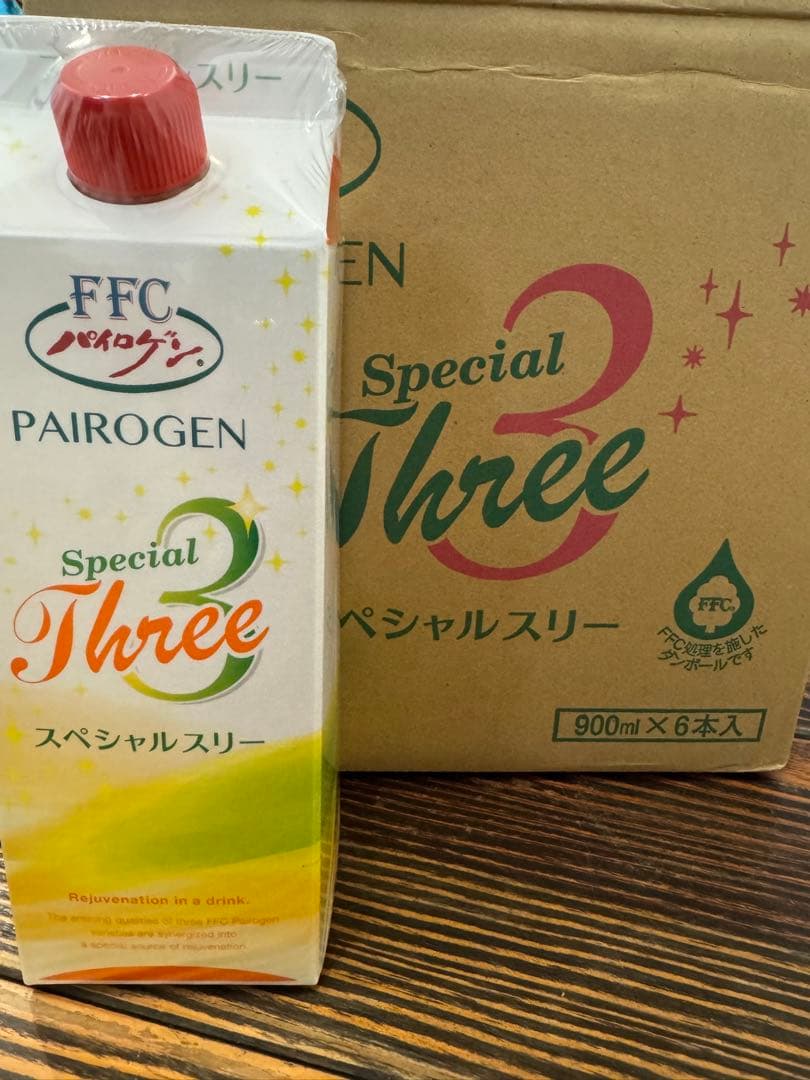 スリー
FFC
パイロゲン®
PAIROGEN
Special
Three
3
スペシャルスリー
Rejuvenation in a drink.
The enriching qualities of three FFC Pairogen
varieties are synergized into
a special source of rejuvenation.
EN
Special
Three
3
ペシャルスリー
FFC®
FFC処理を施した
ダンボールです
900ml×6本入